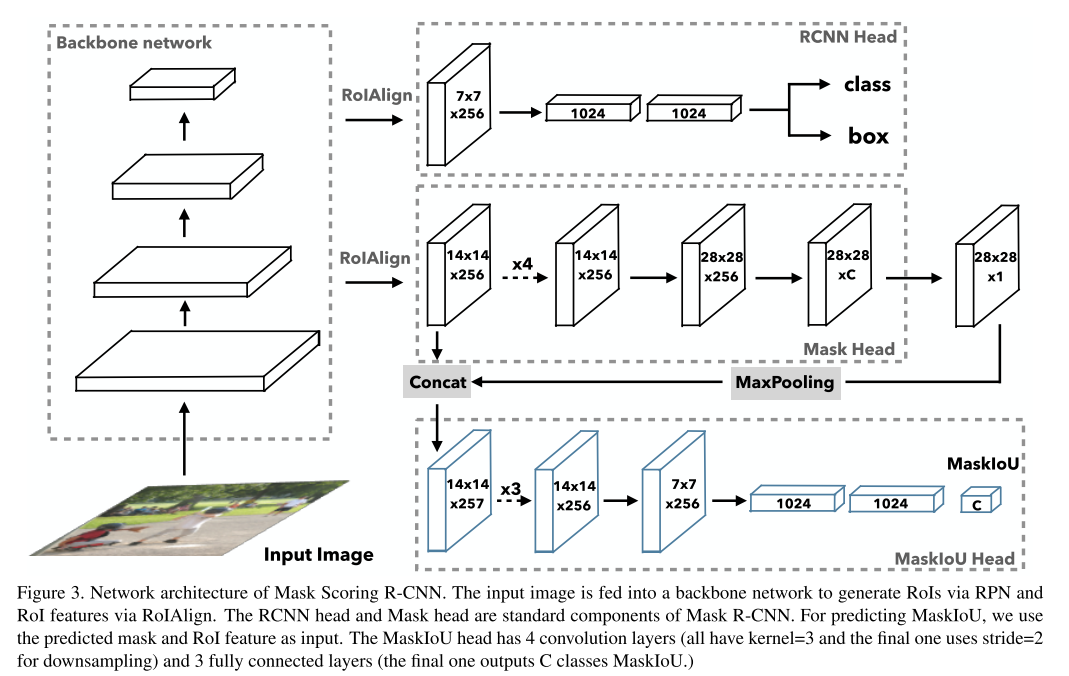 Backbone network
RCNN Head
RoIAlign
7x7
x256
1024
1024
class
box
RoIAlign
14x14
x256
x4
14x14
x256
28x28
x256
28x28
xC
28x28
x1
Mask Head
Concat
MaxPooling
14x14
x257
x3
14x14
x256
7x7
x256
1024
1024
MaskIoU
C
MaskIoU Head
Input Image
Figure 3. Network architecture of Mask Scoring R-CNN. The input image is fed into a backbone network to generate RoIs via RPN and
RoI features via RoIAlign. The RCNN head and Mask head are standard components of Mask R-CNN. For predicting MaskIoU, we use
the predicted mask and RoI feature as input. The MaskIoU head has 4 convolution layers (all have kernel=3 and the final one uses stride=2
for downsampling) and 3 fully connected layers (the final one outputs C classes MaskIoU.)